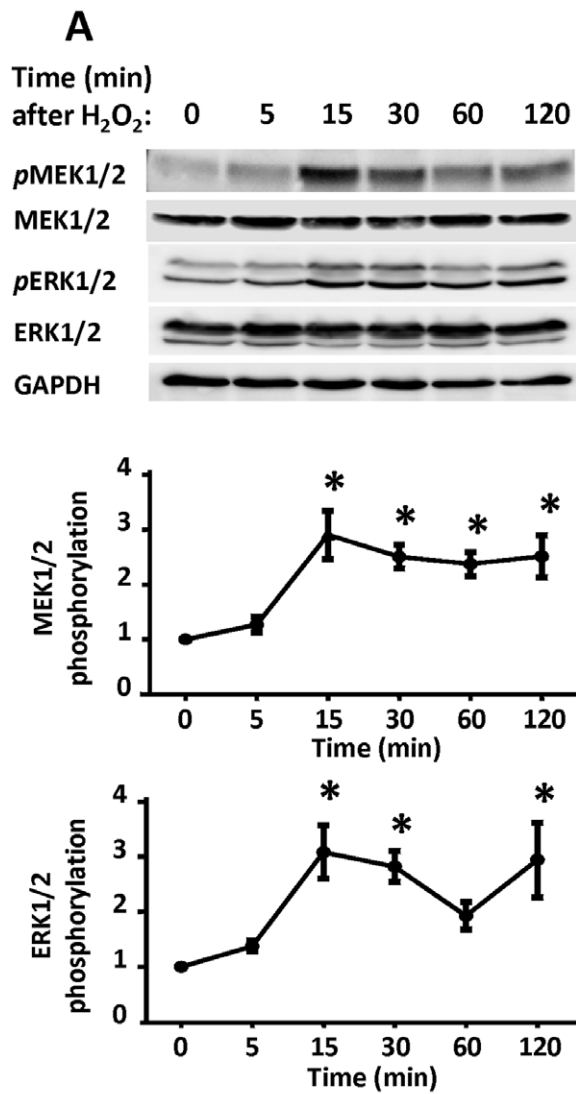 A
Time (min)
after H₂O₂: 0 5 15 30 60 120
pMEK1/2
MEK1/2
pERK1/2
ERK1/2
GAPDH
MEK1/2
phosphorylation
4
3
2
1
0
* * * *
0 5 15 30 60 120
Time (min)
ERK1/2
phosphorylation
4
3
2
1
0
* * *
0 5 15 30 60 120
Time (min)